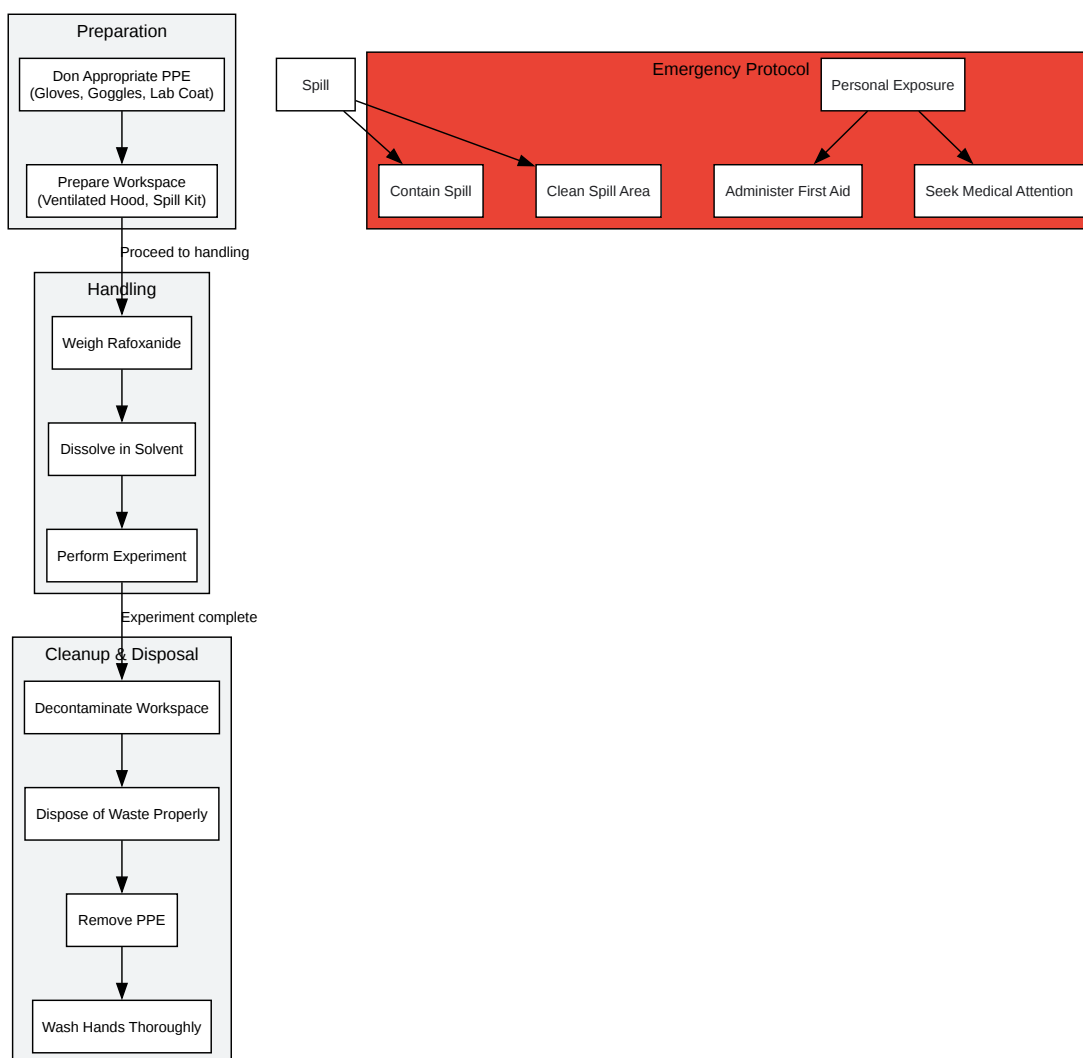 Preparation
Don Appropriate PPE
(Gloves, Goggles, Lab Coat)
Prepare Workspace
(Ventilated Hood, Spill Kit)
Proceed to handling
Handling
Weigh Rafoxanide
Dissolve in Solvent
Perform Experiment
Experiment complete
Cleanup & Disposal
Decontaminate Workspace
Dispose of Waste Properly
Remove PPE
Wash Hands Thoroughly
Spill
Emergency Protocol
Personal Exposure
Contain Spill
Clean Spill Area
Administer First Aid
Seek Medical Attention